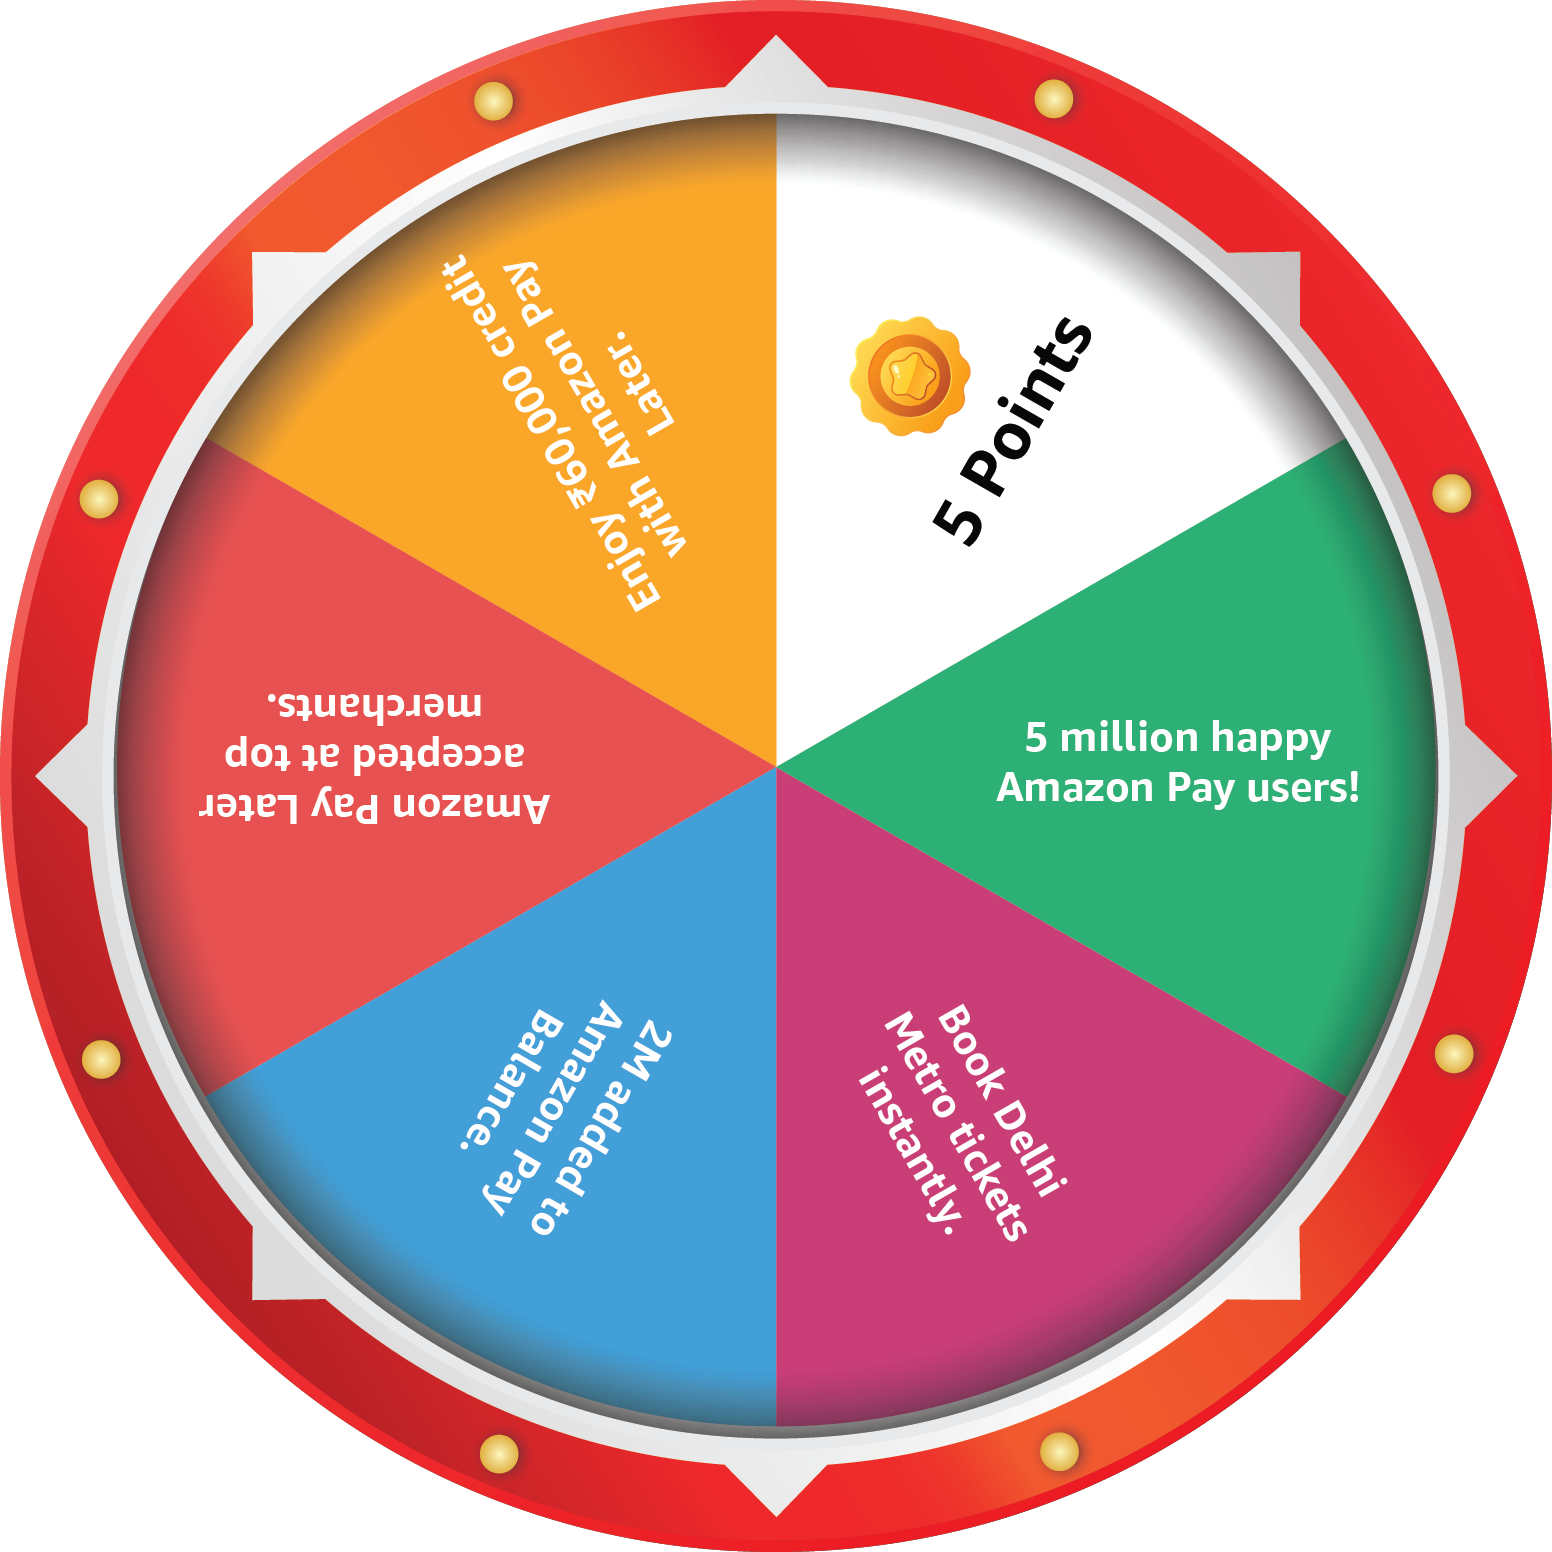 5 Points
5 million happy
Amazon Pay users!
Book Delhi
Metro tickets
instantly.
2M added to
Amazon Pay
Balance.
Amazon Pay Later
accepted at top
merchants.
Enjoy ₹60,000 credit
with Amazon Pay
Later.